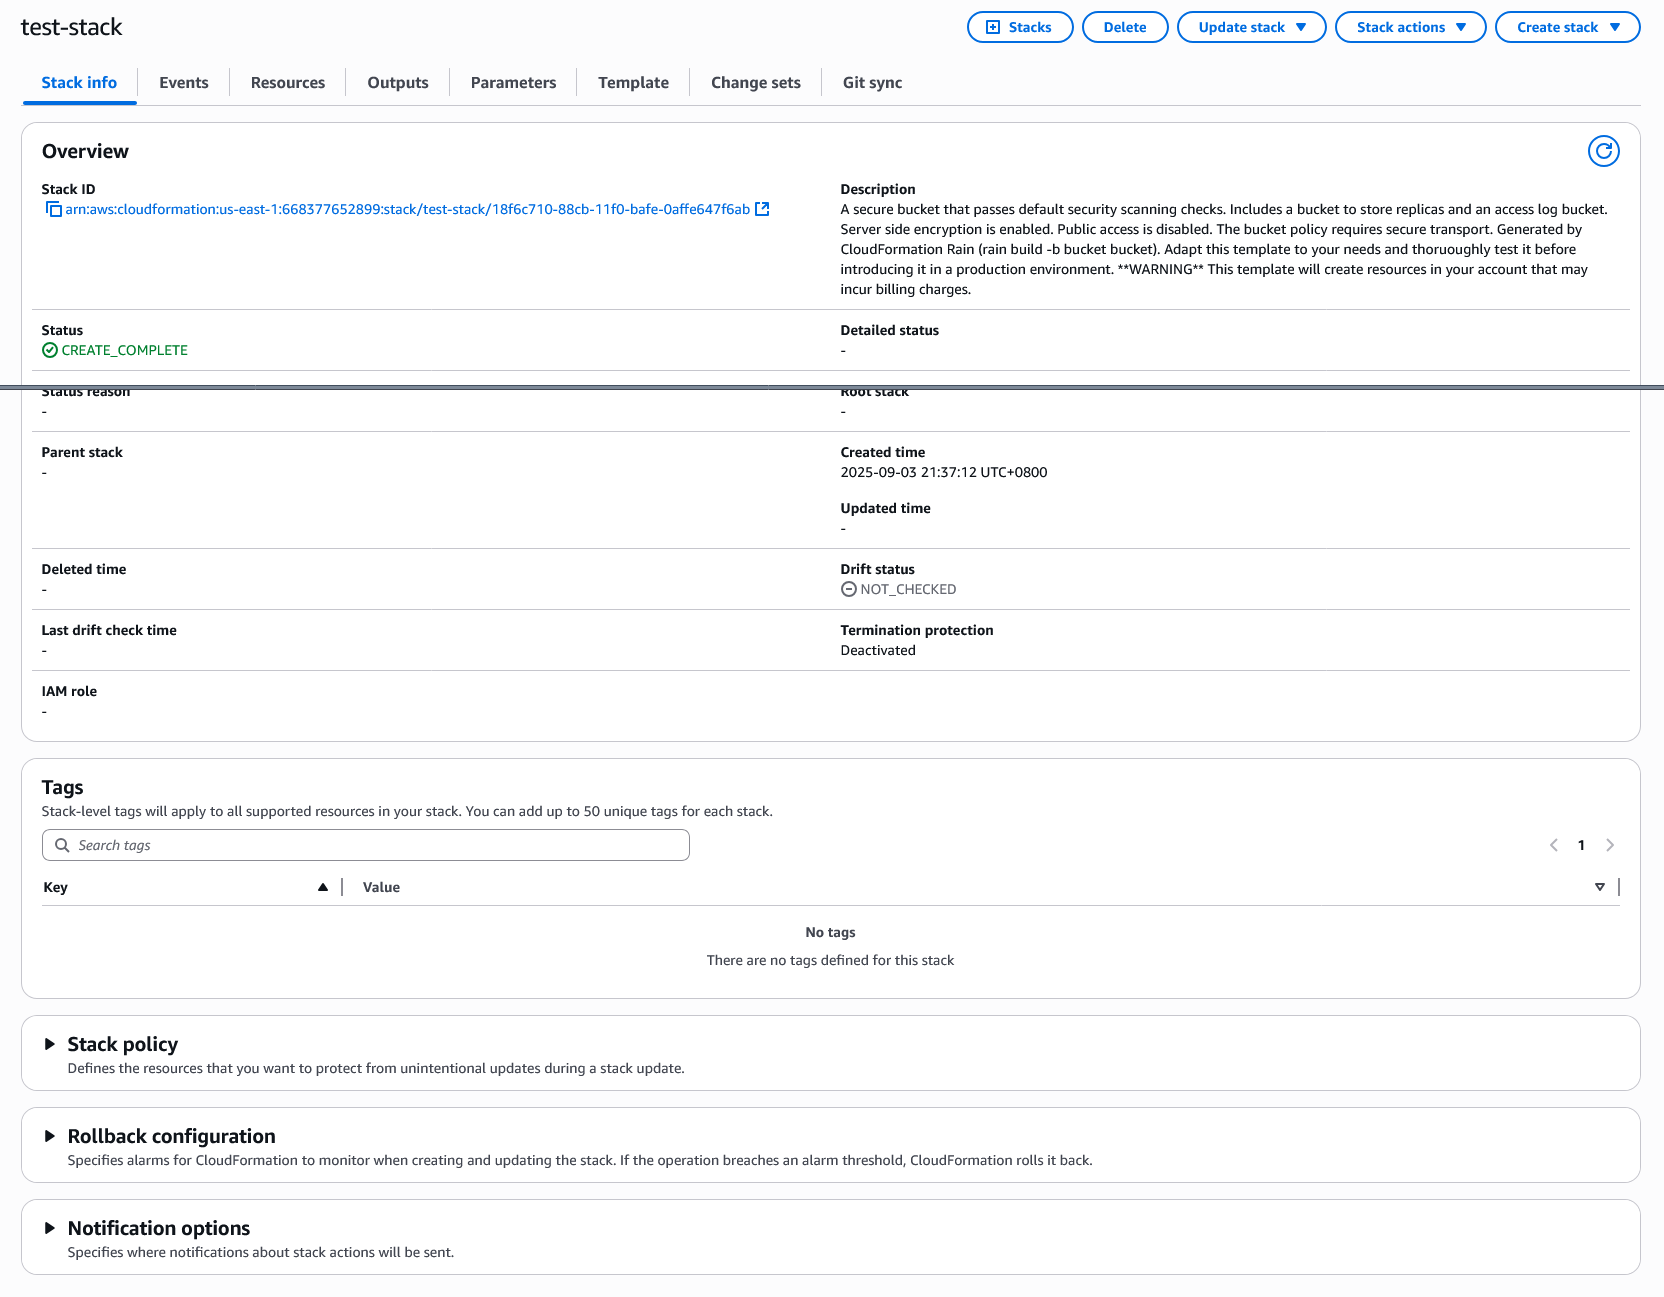 test-stack
Stacks
Delete
Update stack
Stack actions
Create stack
Stack info
Events
Resources
Outputs
Parameters
Template
Change sets
Git sync
Overview
Stack ID
arn:aws:cloudformation:us-east-1:668377652899:stack/test-stack/18f6c710-88cb-11f0-bafe-0affe647f6ab
Description
A secure bucket that passes default security scanning checks. Includes a bucket to store replicas and an access log bucket.
Server side encryption is enabled. Public access is disabled. The bucket policy requires secure transport. Generated by
CloudFormation Rain (rain build -b bucket bucket). Adapt this template to your needs and thoruoughly test it before
introducing it in a production environment. **WARNING** This template will create resources in your account that may
incur billing charges.
Status
CREATE_COMPLETE
Detailed status
-
Status reason
-
Root stack
-
Parent stack
-
Created time
2025-09-03 21:37:12 UTC+0800
Updated time
-
Deleted time
-
Drift status
NOT_CHECKED
Last drift check time
-
Termination protection
Deactivated
IAM role
-
Tags
Stack-level tags will apply to all supported resources in your stack. You can add up to 50 unique tags for each stack.
Search tags
1
Key
Value
No tags
There are no tags defined for this stack
Stack policy
Defines the resources that you want to protect from unintentional updates during a stack update.
Rollback configuration
Specifies alarms for CloudFormation to monitor when creating and updating the stack. If the operation breaches an alarm threshold, CloudFormation rolls it back.
Notification options
Specifies where notifications about stack actions will be sent.